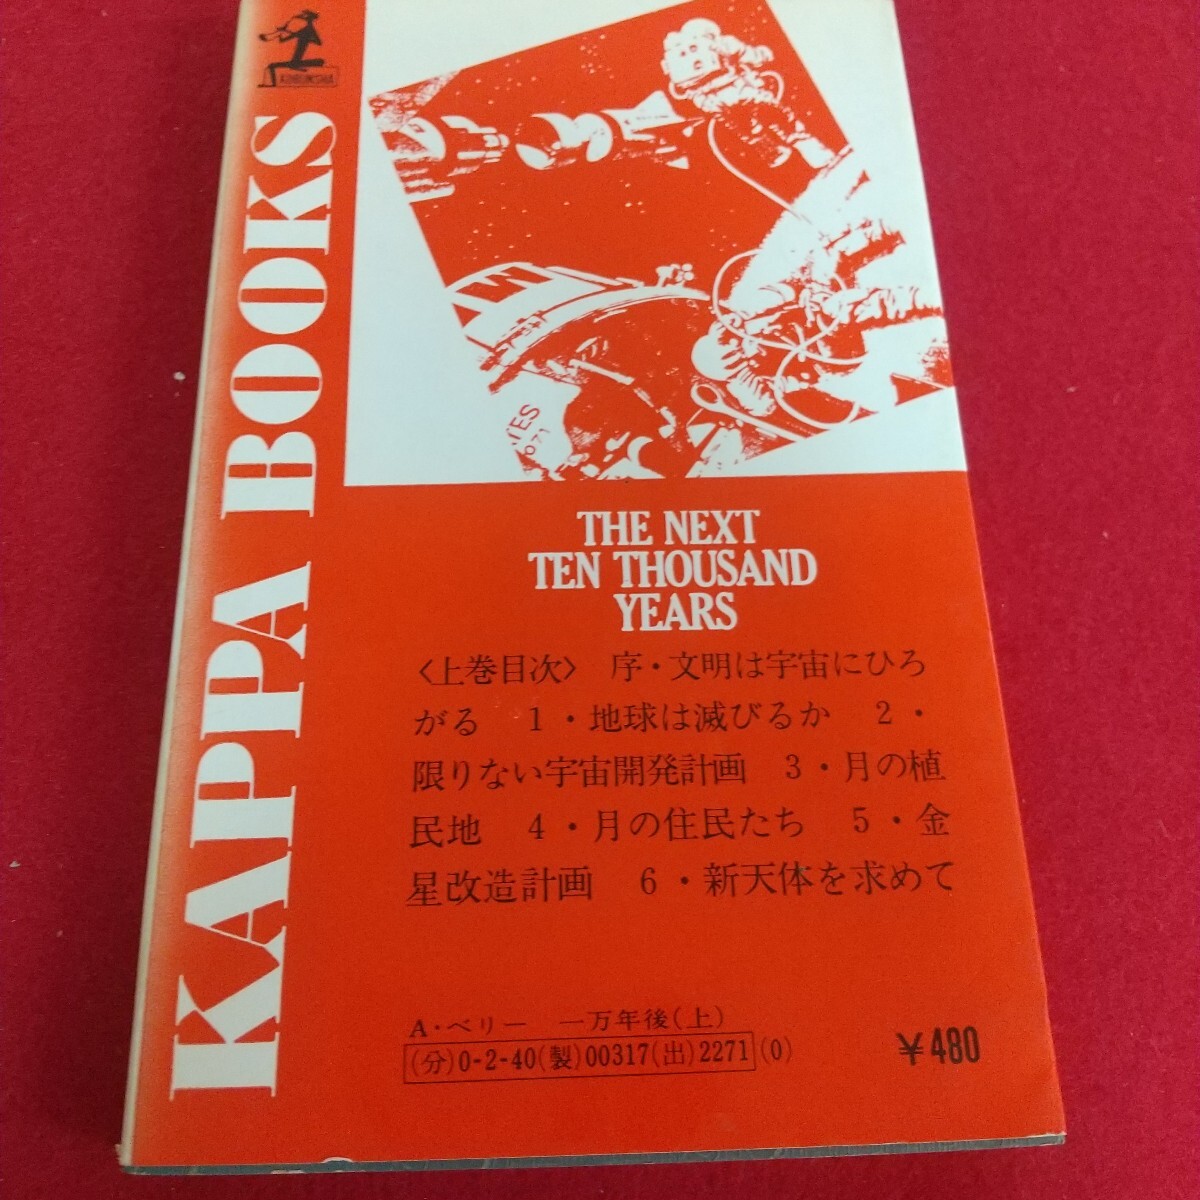 KOBUNSHA
KAPPA BOOKS
THE NEXT
TEN THOUSAND
YEARS
〈上巻目次〉 序・文明は宇宙にひろ
がる 1・地球は滅びるか 2・
限りない宇宙開発計画 3・月の植
民地 4・月の住民たち 5・金
星改造計画 6・新天体を求めて
A・ベリー 一万年後(上)
(分)0-2-40(製)00317(出)2271(0)
¥480